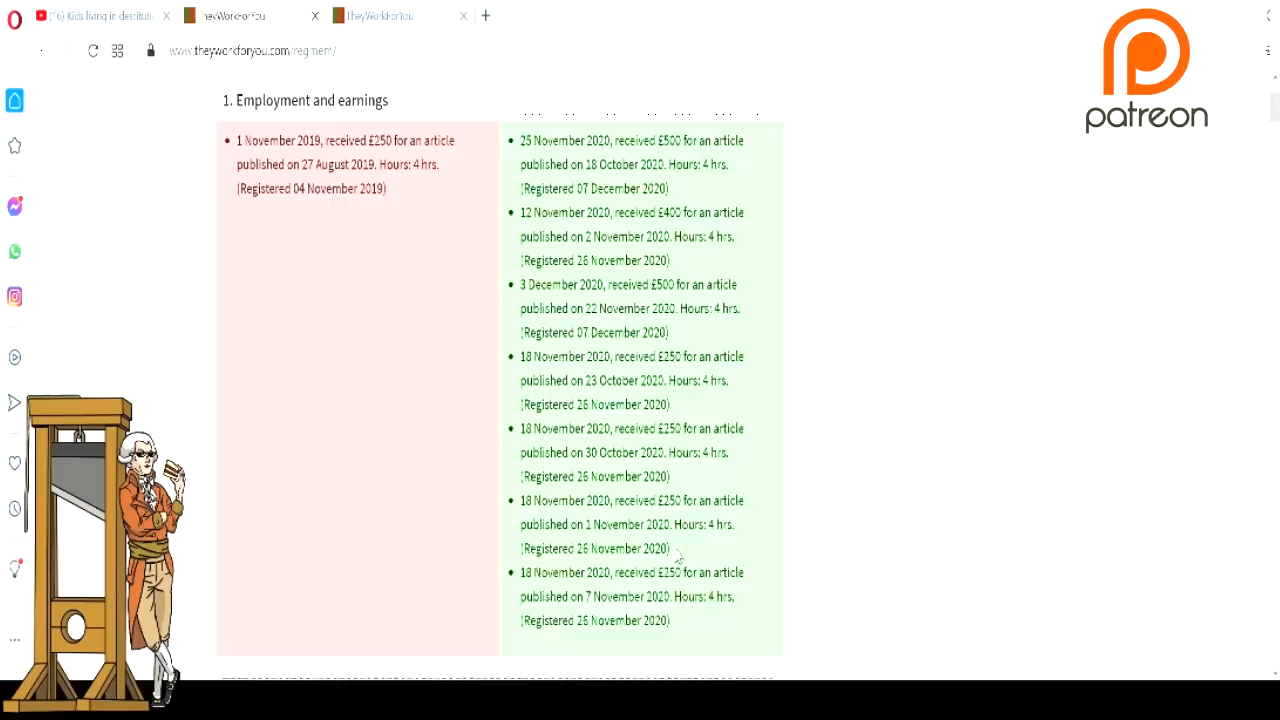 (16) Kids living in destituti
heyWorkForYou
TheyWorkForYou
www.theyworkforyou.com/regmem/
patreon
1. Employment and earnings
1 November 2019, received £250 for an article
published on 27 August 2019. Hours: 4 hrs.
(Registered 04 November 2019)
25 November 2020, received £500 for an article
published on 18 October 2020. Hours: 4 hrs.
(Registered 07 December 2020)
12 November 2020, received £400 for an article
published on 2 November 2020. Hours: 4 hrs.
(Registered 26 November 2020)
3 December 2020, received £500 for an article
published on 22 November 2020. Hours: 4 hrs.
(Registered 07 December 2020)
18 November 2020, received £250 for an article
published on 23 October 2020. Hours: 4 hrs.
(Registered 26 November 2020)
18 November 2020, received £250 for an article
published on 30 October 2020. Hours: 4 hrs.
(Registered 26 November 2020)
18 November 2020, received £250 for an article
published on 1 November 2020. Hours: 4 hrs.
(Registered 26 November 2020)
18 November 2020, received £250 for an article
published on 7 November 2020. Hours: 4 hrs.
(Registered 26 November 2020)